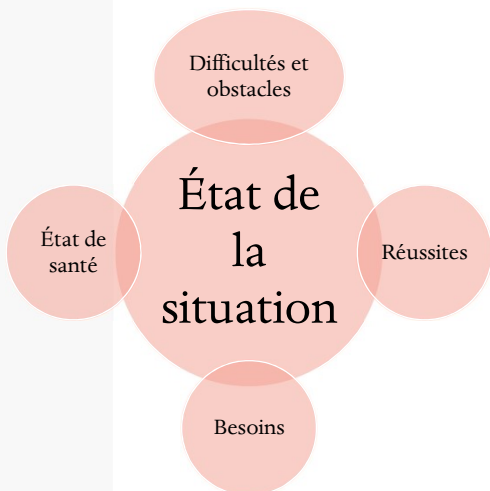 Difficultés et
obstacles
État de
la
situation
État de
santé
Réussites
Besoins